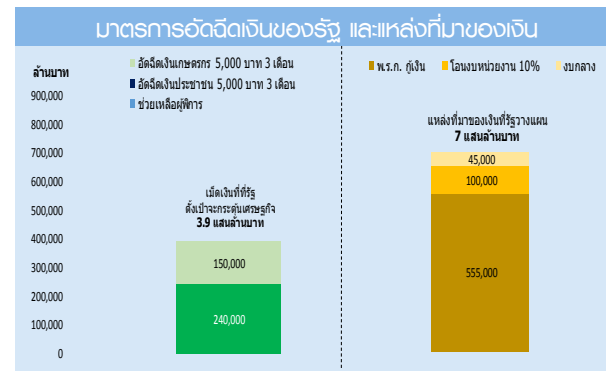 มาตรการอัดฉีดเงินของรัฐ และแหล่งที่มาของเงิน
ล้านบาท
อัดฉีดเงินเกษตรกร 5,000 บาท 3 เดือน
อัดฉีดเงินประชาชน 5,000 บาท 3 เดือน
ช่วยเหลือผู้พิการ
900,000
800,000
700,000
600,000
500,000
400,000
300,000
200,000
100,000
0
เม็ดเงินที่ที่รัฐ
ตั้งเป้าจะกระตุ้นเศรษฐกิจ
3.9 แสนล้านบาท
150,000
240,000
พ.ร.ก. กู้เงิน
โอนงบหน่วยงาน 10%
งบกลาง
แหล่งที่มาของเงินที่รัฐวางแผน
7 แสนล้านบาท
45,000
100,000
555,000